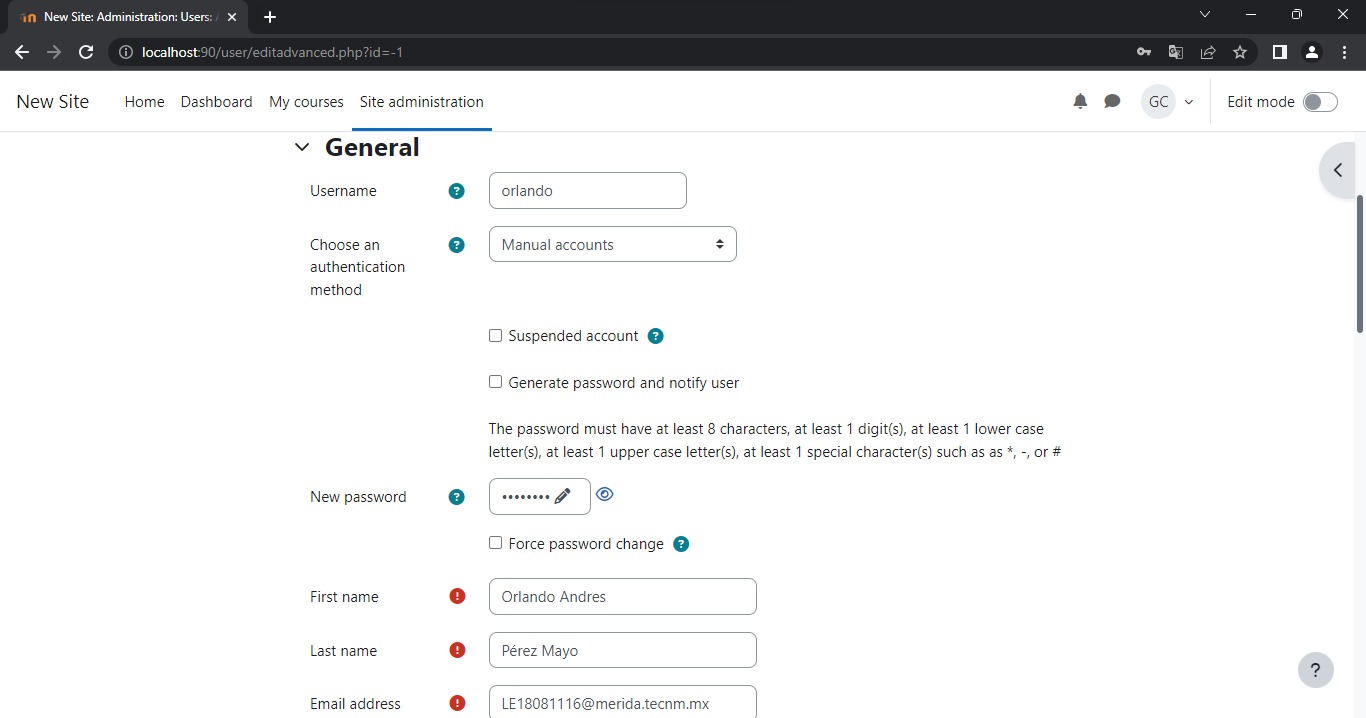 New Site: Administration: Users: /
localhost:90/user/editadvanced.php?id=-1
New Site Home Dashboard My courses Site administration GC Edit mode
General
Username ? orlando
Choose an authentication method ? Manual accounts
Suspended account ?
Generate password and notify user
The password must have at least 8 characters, at least 1 digit(s), at least 1 lower case
letter(s), at least 1 upper case letter(s), at least 1 special character(s) such as as *, -, or #
New password ? ••••••••
Force password change ?
First name ! Orlando Andres
Last name ! Pérez Mayo
?
Email address ! LE18081116@merida.tecnm.mx